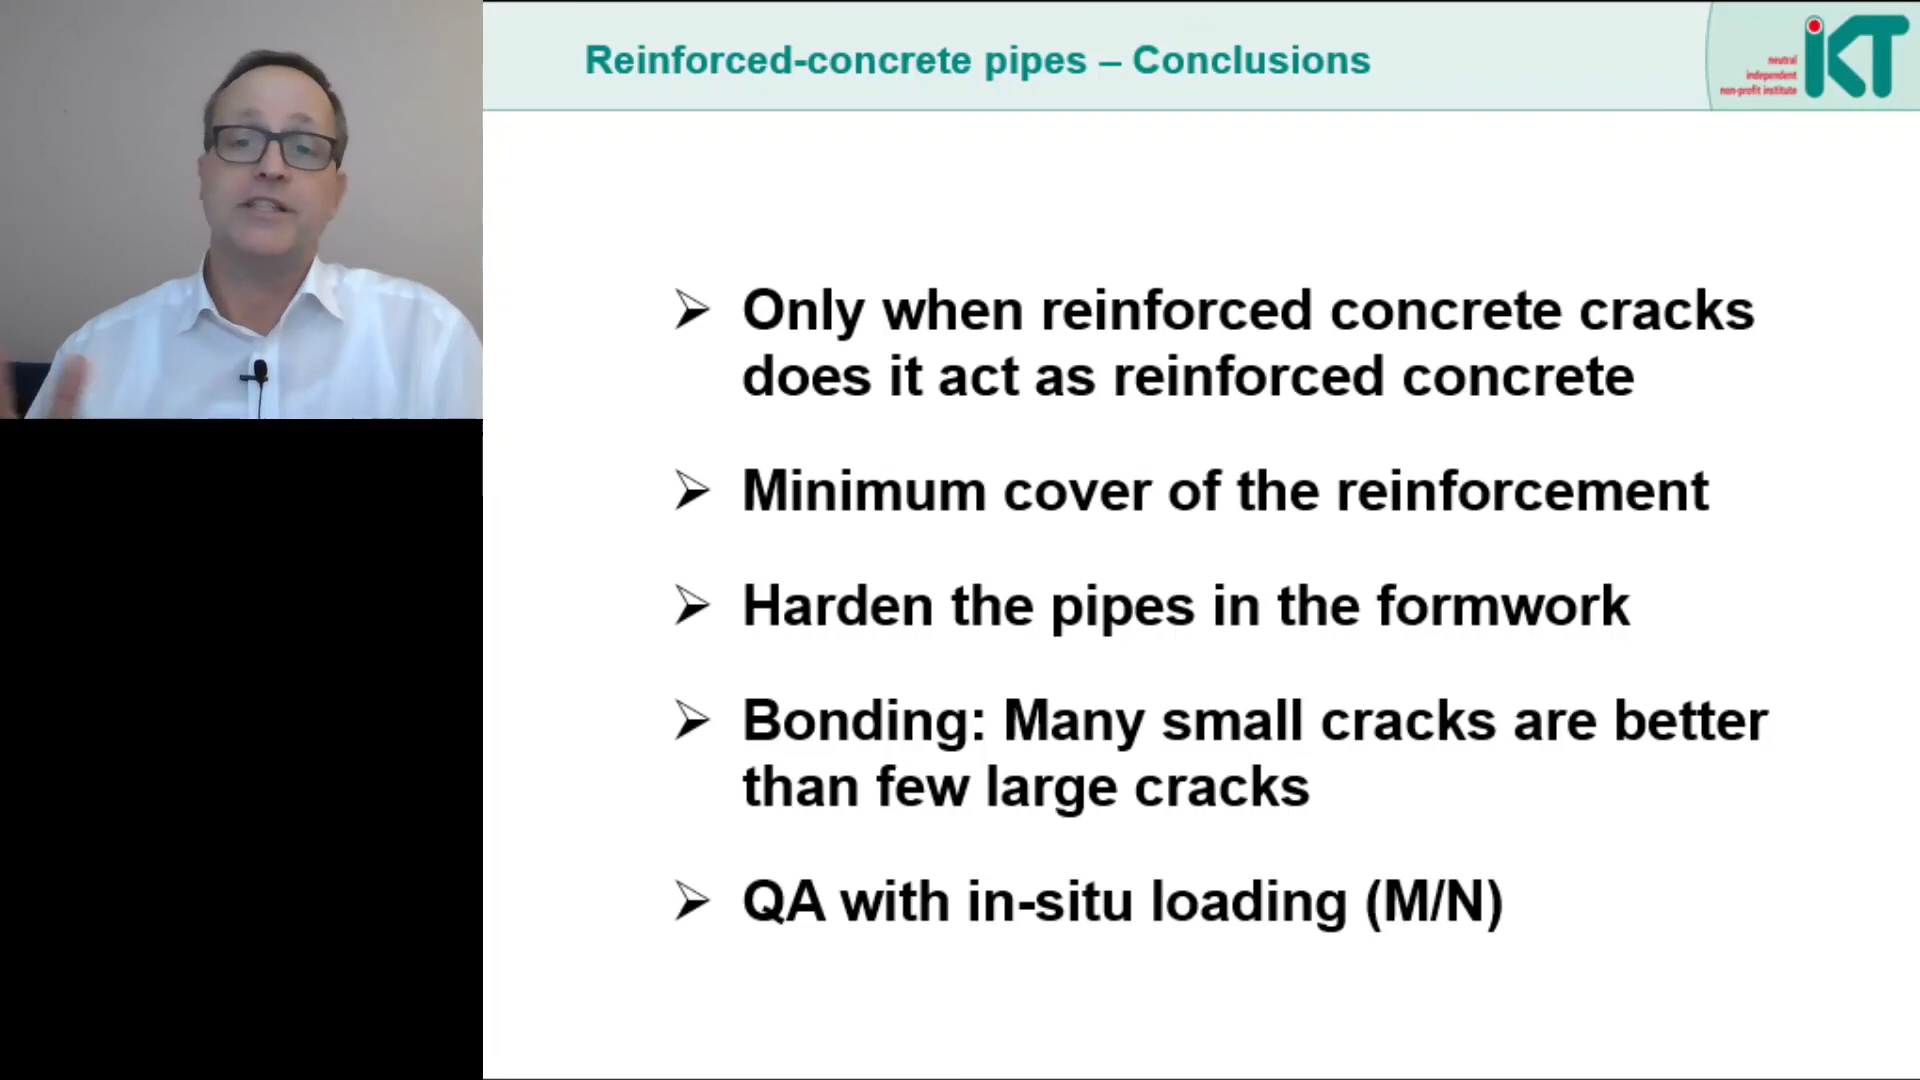 Reinforced-concrete pipes – Conclusions
neutral
independent
non-profit institute
iKT
Only when reinforced concrete cracks
does it act as reinforced concrete
Minimum cover of the reinforcement
Harden the pipes in the formwork
Bonding: Many small cracks are better
than few large cracks
QA with in-situ loading (M/N)